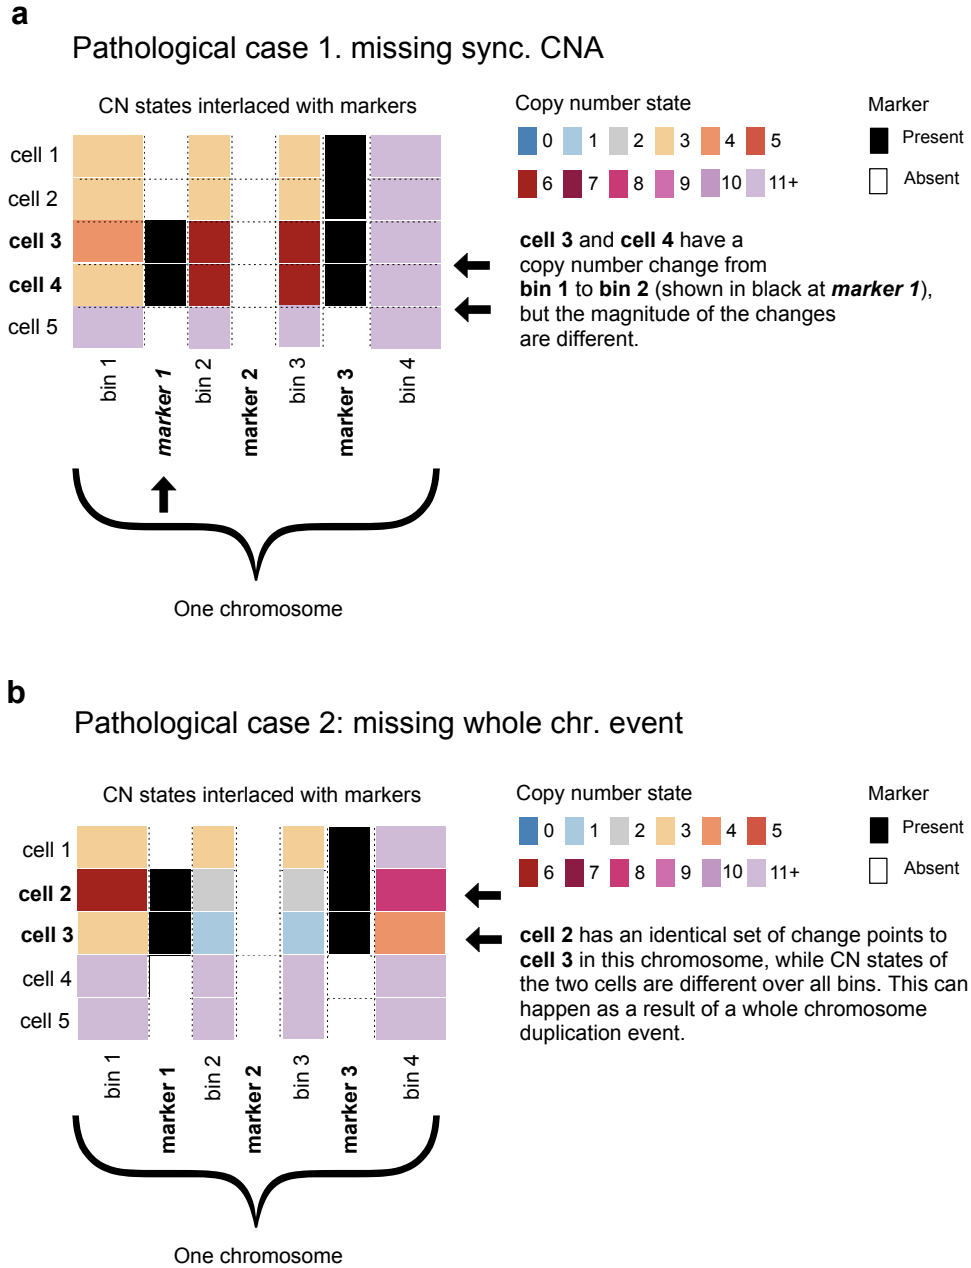 a
Pathological case 1. missing sync. CNA
CN states interlaced with markers
cell 1
cell 2
cell 3
cell 4
cell 5
bin 1
marker 1
bin 2
marker 2
bin 3
marker 3
bin 4
One chromosome
Copy number state
0 1 2 3 4 5
6 7 8 9 10 11+
Marker
Present
Absent
cell 3 and cell 4 have a
copy number change from
bin 1 to bin 2 (shown in black at marker 1),
but the magnitude of the changes
are different.
b
Pathological case 2: missing whole chr. event
CN states interlaced with markers
cell 1
cell 2
cell 3
cell 4
cell 5
bin 1
marker 1
bin 2
marker 2
bin 3
marker 3
bin 4
One chromosome
Copy number state
0 1 2 3 4 5
6 7 8 9 10 11+
Marker
Present
Absent
cell 2 has an identical set of change points to
cell 3 in this chromosome, while CN states of
the two cells are different over all bins. This can
happen as a result of a whole chromosome
duplication event.